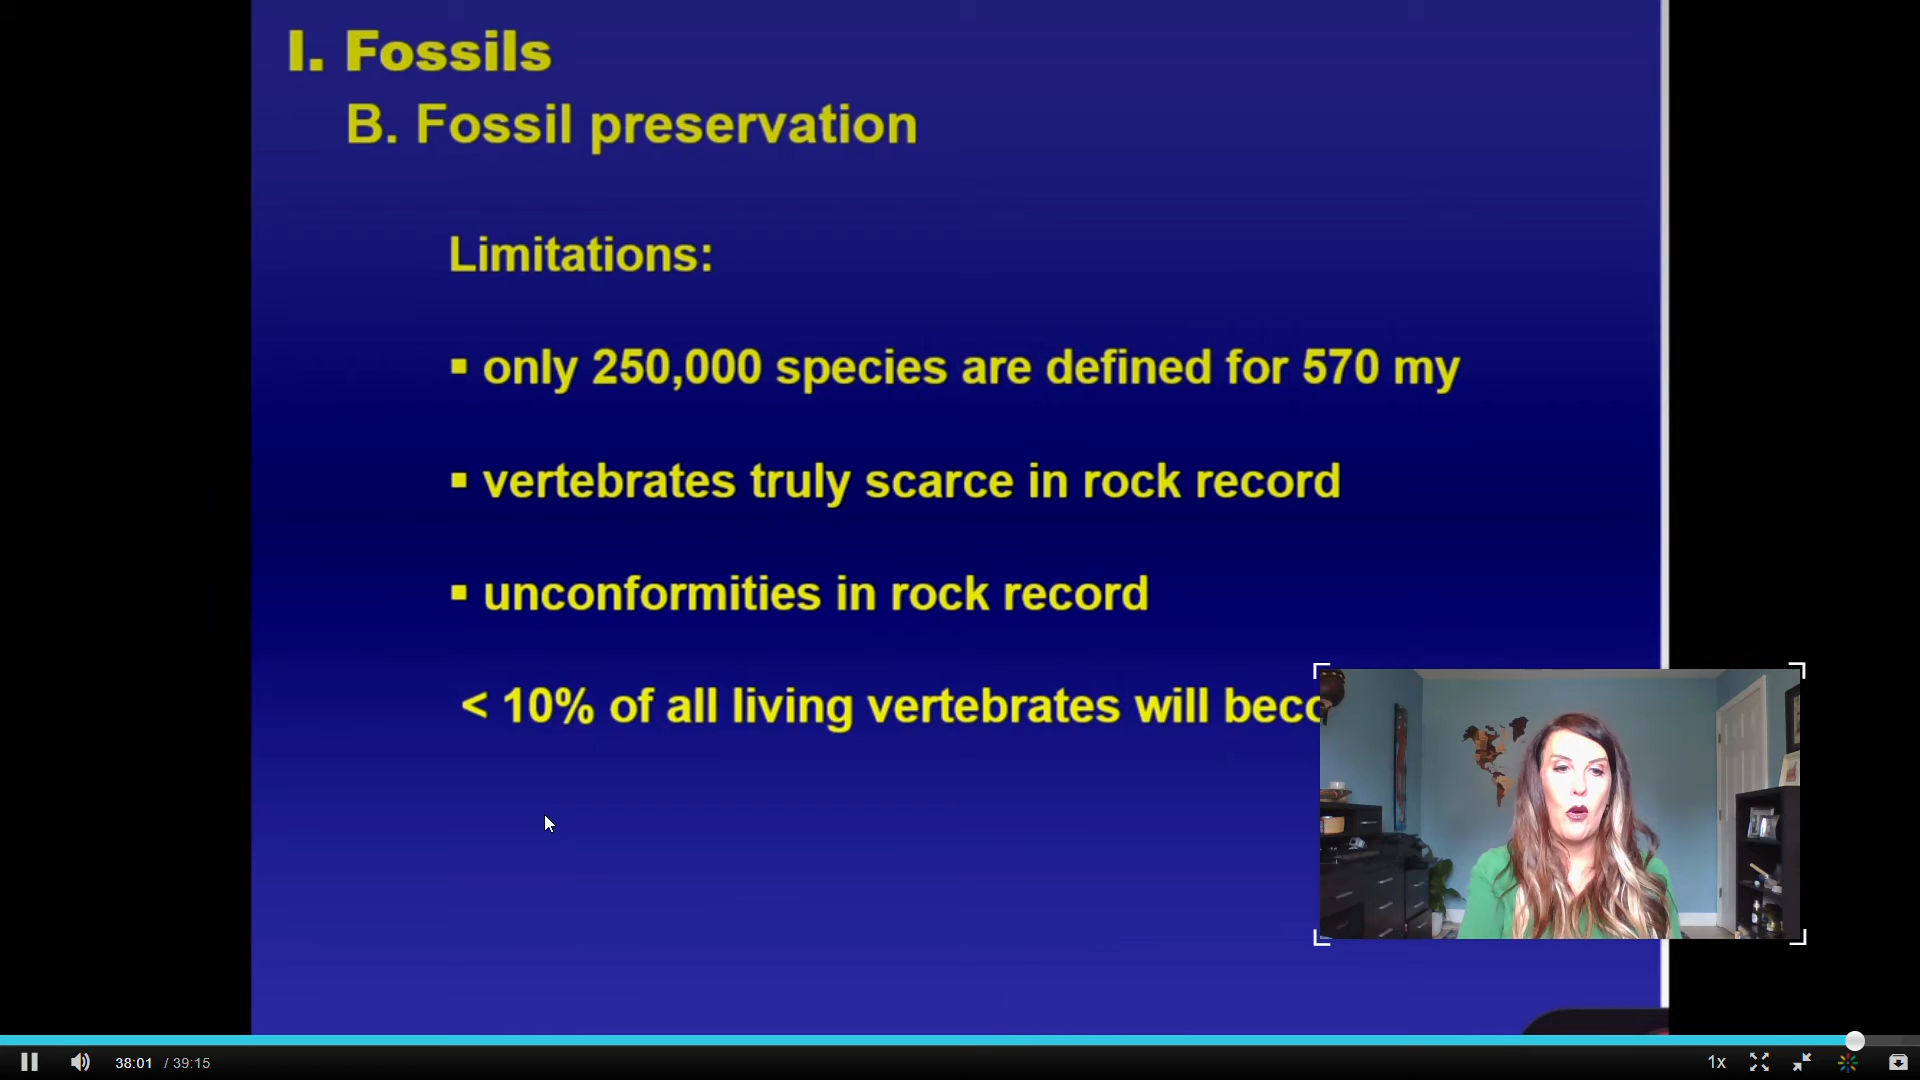 I. Fossils
B. Fossil preservation
Limitations:
▪ only 250,000 species are defined for 570 my
▪ vertebrates truly scarce in rock record
▪ unconformities in rock record
< 10% of all living vertebrates will
38:01 / 39:15
1x